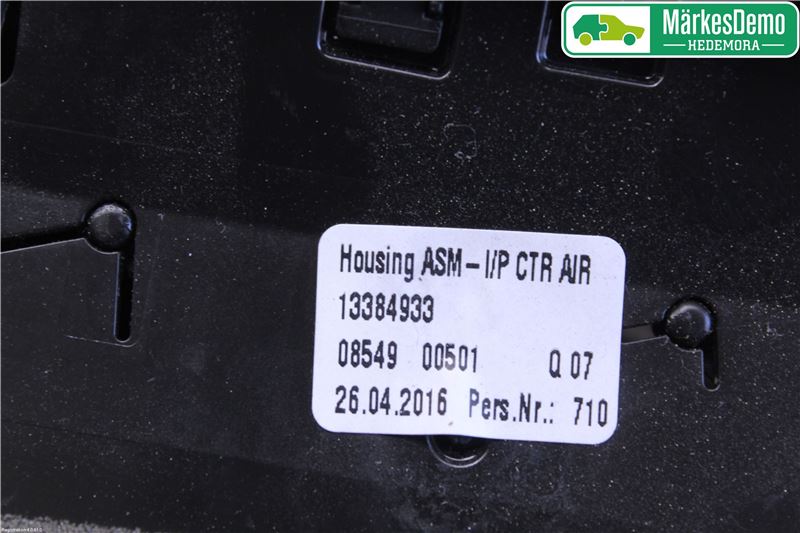 MärkesDemo
HEDEMORA
Housing ASM - I/P CTR AIR
13384933
08549 00501 Q 07
26.04.2016 Pers.Nr.: 710